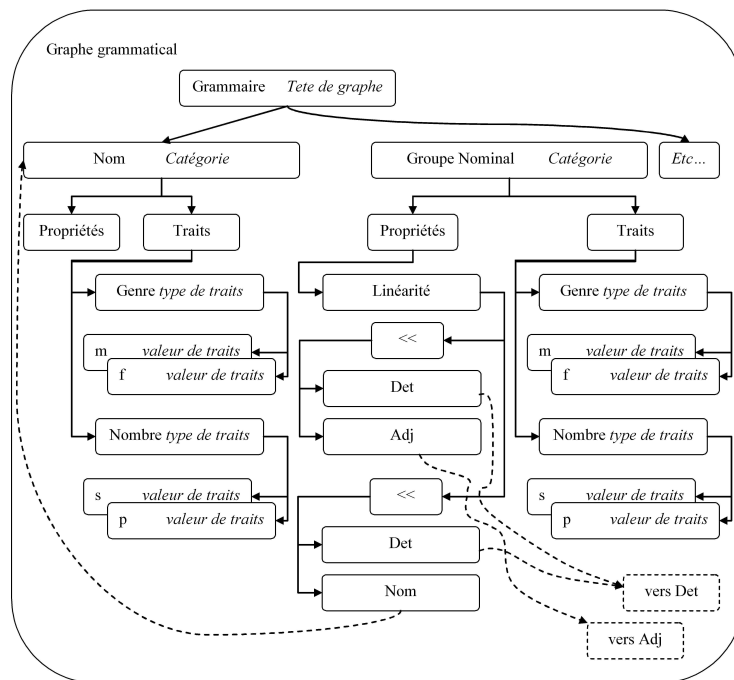 Graphe grammatical
Grammaire Tete de graphe
Nom Catégorie
Groupe Nominal Catégorie
Etc...
Propriétés
Traits
Propriétés
Traits
Genre type de traits
Linéarité
Genre type de traits
m valeur de traits
f valeur de traits
<<
m valeur de traits
f valeur de traits
Det
Nombre type de traits
Adj
Nombre type de traits
s valeur de traits
p valeur de traits
<<
s valeur de traits
p valeur de traits
Det
Nom
vers Det
vers Adj